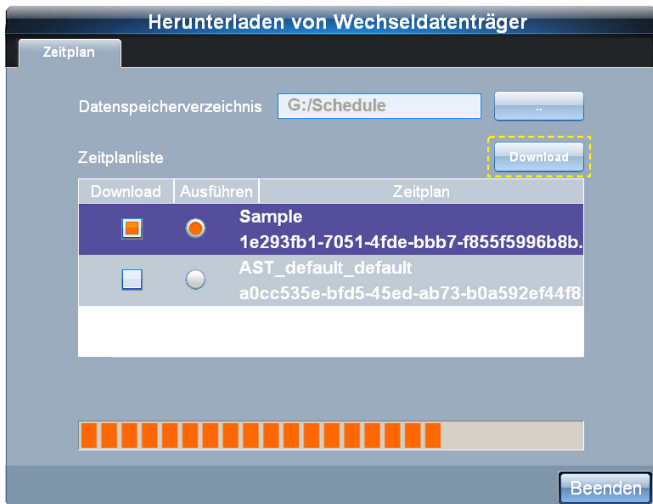 Herunterladen von Wechseldatenträger
Zeitplan
Datenspeicherverzeichnis G:/Schedule ..
Zeitplanliste Download
Download Ausführen Zeitplan
Sample
1e293fb1-7051-4fde-bbb7-f855f5996b8b.
AST_default_default
a0cc535e-bfd5-45ed-ab73-b0a592ef44f8.
Beenden